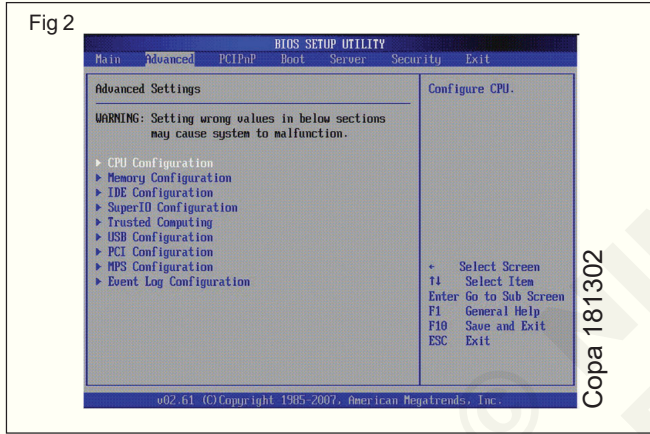 Fig 2
BIOS SETUP UTILITY
Main Advanced PCIPnP Boot Server Security Exit
Advanced Settings
WARNING: Setting wrong values in below sections
may cause system to malfunction.
▶ CPU Configuration
▶ Memory Configuration
▶ IDE Configuration
▶ SuperIO Configuration
▶ Trusted Computing
▶ USB Configuration
▶ PCI Configuration
▶ MPS Configuration
▶ Event Log Configuration
Configure CPU.
← Select Screen
↑↓ Select Item
Enter Go to Sub Screen
F1 General Help
F10 Save and Exit
ESC Exit
v02.61 (C)Copyright 1985-2007, American Megatrends, Inc.
Copa 181302